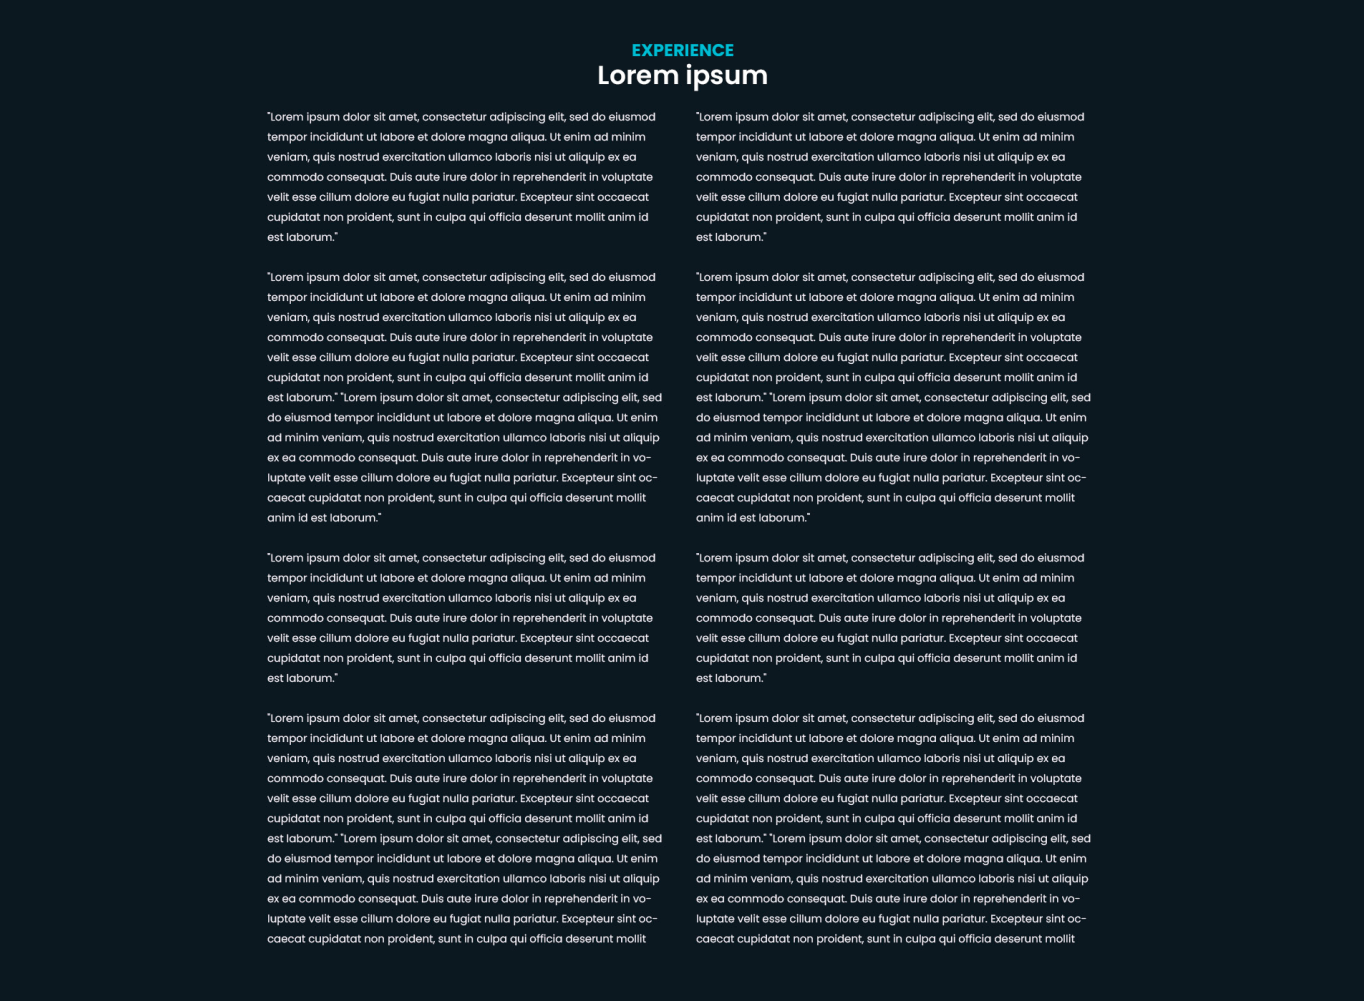 EXPERIENCE
Lorem ipsum
"Lorem ipsum dolor sit amet, consectetur adipiscing elit, sed do eiusmod
tempor incididunt ut labore et dolore magna aliqua. Ut enim ad minim
veniam, quis nostrud exercitation ullamco laboris nisi ut aliquip ex ea
commodo consequat. Duis aute irure dolor in reprehenderit in voluptate
velit esse cillum dolore eu fugiat nulla pariatur. Excepteur sint occaecat
cupidatat non proident, sunt in culpa qui officia deserunt mollit anim id
est laborum."
"Lorem ipsum dolor sit amet, consectetur adipiscing elit, sed do eiusmod
tempor incididunt ut labore et dolore magna aliqua. Ut enim ad minim
veniam, quis nostrud exercitation ullamco laboris nisi ut aliquip ex ea
commodo consequat. Duis aute irure dolor in reprehenderit in voluptate
velit esse cillum dolore eu fugiat nulla pariatur. Excepteur sint occaecat
cupidatat non proident, sunt in culpa qui officia deserunt mollit anim id
est laborum." "Lorem ipsum dolor sit amet, consectetur adipiscing elit, sed
do eiusmod tempor incididunt ut labore et dolore magna aliqua. Ut enim
ad minim veniam, quis nostrud exercitation ullamco laboris nisi ut aliquip
ex ea commodo consequat. Duis aute irure dolor in reprehenderit in vo-
luptate velit esse cillum dolore eu fugiat nulla pariatur. Excepteur sint oc-
caecat cupidatat non proident, sunt in culpa qui officia deserunt mollit
anim id est laborum."
"Lorem ipsum dolor sit amet, consectetur adipiscing elit, sed do eiusmod
tempor incididunt ut labore et dolore magna aliqua. Ut enim ad minim
veniam, quis nostrud exercitation ullamco laboris nisi ut aliquip ex ea
commodo consequat. Duis aute irure dolor in reprehenderit in voluptate
velit esse cillum dolore eu fugiat nulla pariatur. Excepteur sint occaecat
cupidatat non proident, sunt in culpa qui officia deserunt mollit anim id
est laborum."
"Lorem ipsum dolor sit amet, consectetur adipiscing elit, sed do eiusmod
tempor incididunt ut labore et dolore magna aliqua. Ut enim ad minim
veniam, quis nostrud exercitation ullamco laboris nisi ut aliquip ex ea
commodo consequat. Duis aute irure dolor in reprehenderit in voluptate
velit esse cillum dolore eu fugiat nulla pariatur. Excepteur sint occaecat
cupidatat non proident, sunt in culpa qui officia deserunt mollit anim id
est laborum." "Lorem ipsum dolor sit amet, consectetur adipiscing elit, sed
do eiusmod tempor incididunt ut labore et dolore magna aliqua. Ut enim
ad minim veniam, quis nostrud exercitation ullamco laboris nisi ut aliquip
ex ea commodo consequat. Duis aute irure dolor in reprehenderit in vo-
luptate velit esse cillum dolore eu fugiat nulla pariatur. Excepteur sint oc-
caecat cupidatat non proident, sunt in culpa qui officia deserunt mollit
"Lorem ipsum dolor sit amet, consectetur adipiscing elit, sed do eiusmod
tempor incididunt ut labore et dolore magna aliqua. Ut enim ad minim
veniam, quis nostrud exercitation ullamco laboris nisi ut aliquip ex ea
commodo consequat. Duis aute irure dolor in reprehenderit in voluptate
velit esse cillum dolore eu fugiat nulla pariatur. Excepteur sint occaecat
cupidatat non proident, sunt in culpa qui officia deserunt mollit anim id
est laborum."
"Lorem ipsum dolor sit amet, consectetur adipiscing elit, sed do eiusmod
tempor incididunt ut labore et dolore magna aliqua. Ut enim ad minim
veniam, quis nostrud exercitation ullamco laboris nisi ut aliquip ex ea
commodo consequat. Duis aute irure dolor in reprehenderit in voluptate
velit esse cillum dolore eu fugiat nulla pariatur. Excepteur sint occaecat
cupidatat non proident, sunt in culpa qui officia deserunt mollit anim id
est laborum." "Lorem ipsum dolor sit amet, consectetur adipiscing elit, sed
do eiusmod tempor incididunt ut labore et dolore magna aliqua. Ut enim
ad minim veniam, quis nostrud exercitation ullamco laboris nisi ut aliquip
ex ea commodo consequat. Duis aute irure dolor in reprehenderit in vo-
luptate velit esse cillum dolore eu fugiat nulla pariatur. Excepteur sint oc-
caecat cupidatat non proident, sunt in culpa qui officia deserunt mollit
anim id est laborum."
"Lorem ipsum dolor sit amet, consectetur adipiscing elit, sed do eiusmod
tempor incididunt ut labore et dolore magna aliqua. Ut enim ad minim
veniam, quis nostrud exercitation ullamco laboris nisi ut aliquip ex ea
commodo consequat. Duis aute irure dolor in reprehenderit in voluptate
velit esse cillum dolore eu fugiat nulla pariatur. Excepteur sint occaecat
cupidatat non proident, sunt in culpa qui officia deserunt mollit anim id
est laborum."
"Lorem ipsum dolor sit amet, consectetur adipiscing elit, sed do eiusmod
tempor incididunt ut labore et dolore magna aliqua. Ut enim ad minim
veniam, quis nostrud exercitation ullamco laboris nisi ut aliquip ex ea
commodo consequat. Duis aute irure dolor in reprehenderit in voluptate
velit esse cillum dolore eu fugiat nulla pariatur. Excepteur sint occaecat
cupidatat non proident, sunt in culpa qui officia deserunt mollit anim id
est laborum." "Lorem ipsum dolor sit amet, consectetur adipiscing elit, sed
do eiusmod tempor incididunt ut labore et dolore magna aliqua. Ut enim
ad minim veniam, quis nostrud exercitation ullamco laboris nisi ut aliquip
ex ea commodo consequat. Duis aute irure dolor in reprehenderit in vo-
luptate velit esse cillum dolore eu fugiat nulla pariatur. Excepteur sint oc-
caecat cupidatat non proident, sunt in culpa qui officia deserunt mollit